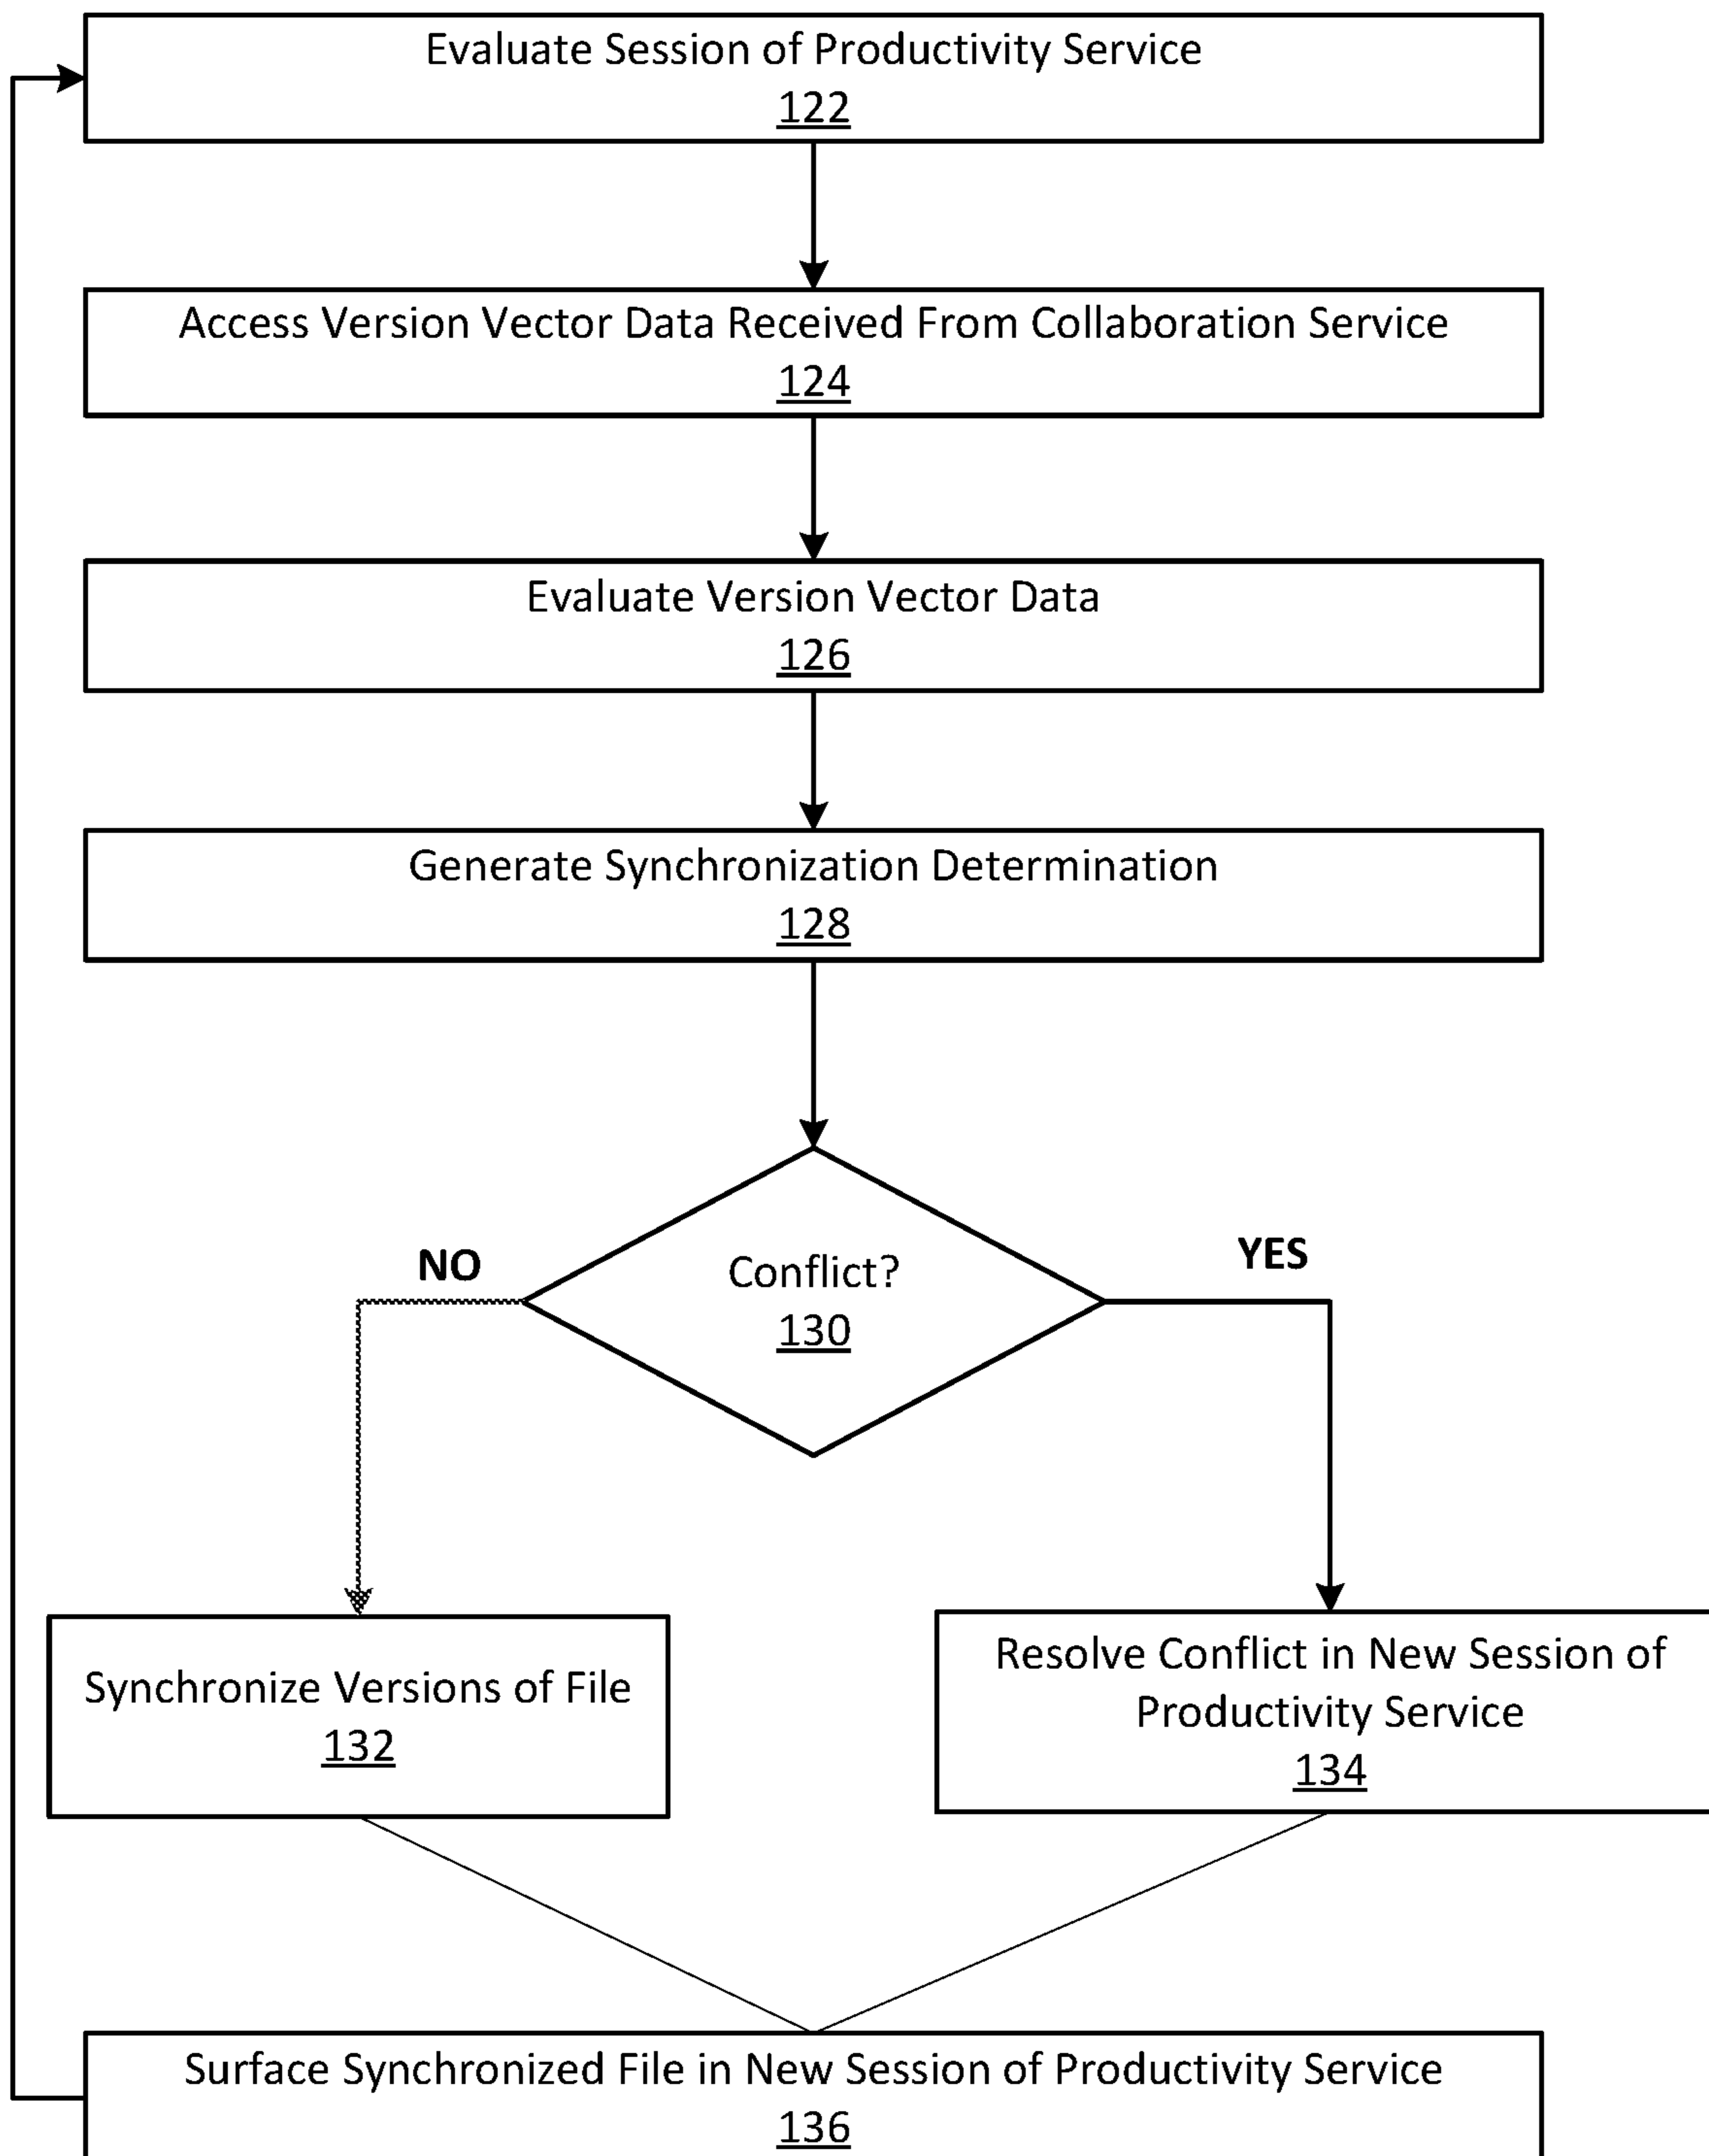 Evaluate Session of Productivity Service
122
Access Version Vector Data Received From Collaboration Service
124
Evaluate Version Vector Data
126
Generate Synchronization Determination
128
NO
YES
Conflict?
130
Synchronize Versions of File
132
Resolve Conflict in New Session of
Productivity Service
134
Surface Synchronized File in New Session of Productivity Service
136